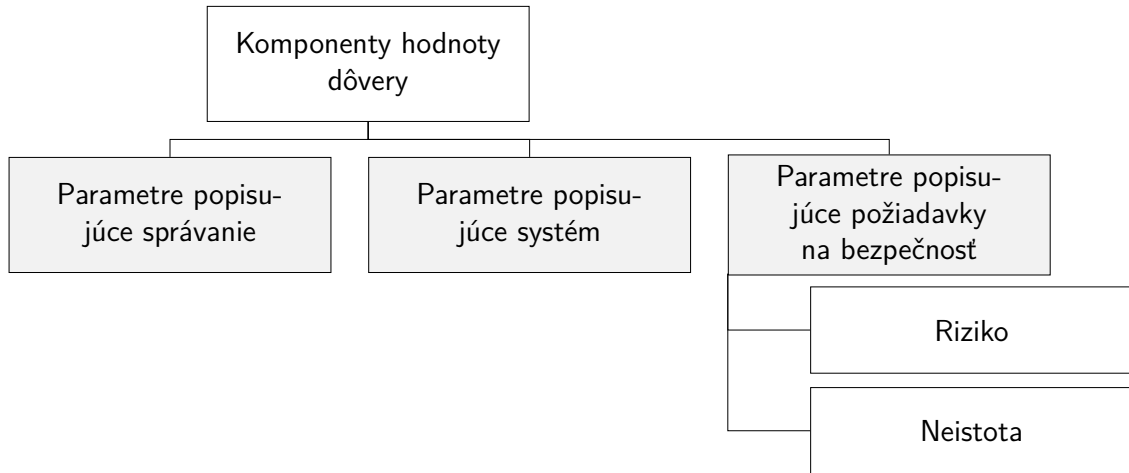 Komponenty hodnoty
dôvery
Parametre popisu-
júce správanie
Parametre popisu-
júce systém
Parametre popisu-
júce požiadavky
na bezpečnosť
Riziko
Neistota